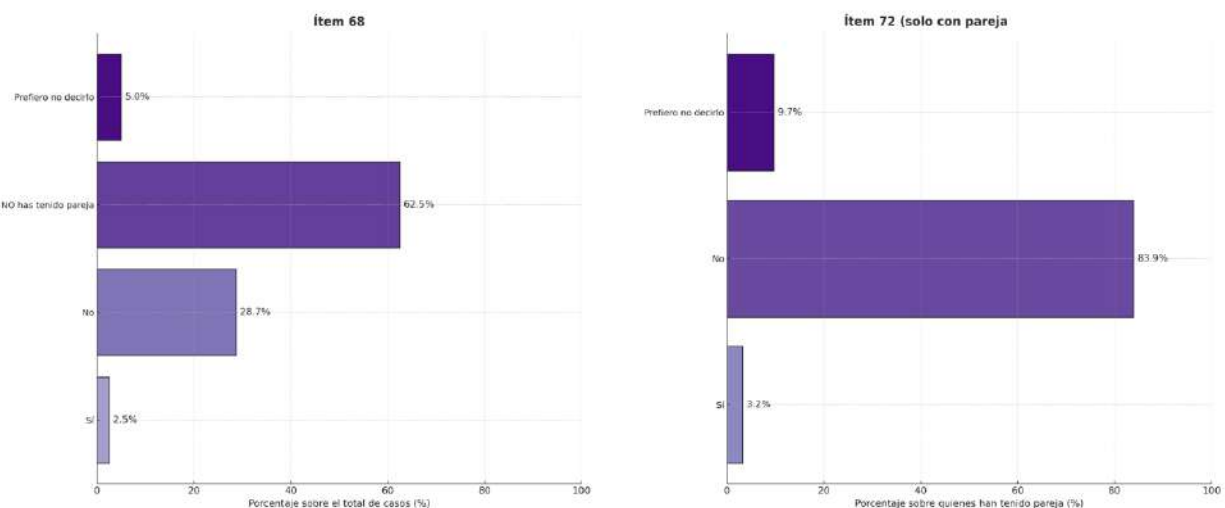 Ítem 68
Prefiero no decirlo
5.0%
NO has tenido pareja
62.5%
No
28.7%
Sí
2.5%
0 20 40 60 80 100
Porcentaje sobre el total de casos (%)
Ítem 72 (solo con pareja
Prefiero no decirlo
9.7%
No
83.9%
Sí
3.2%
0 20 40 60 80 100
Porcentaje sobre quienes han tenido pareja (%)